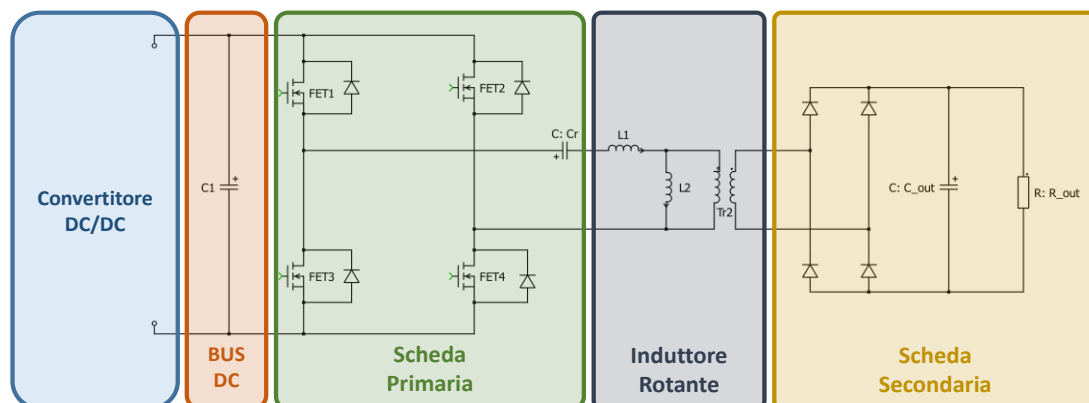 FET1
FET2
C: Cr
L1
C1
L2
Tr2
C: C_out
R: R_out
FET3
FET4
Convertitore
DC/DC
BUS
DC
Scheda
Primaria
Induttore
Rotante
Scheda
Secondaria